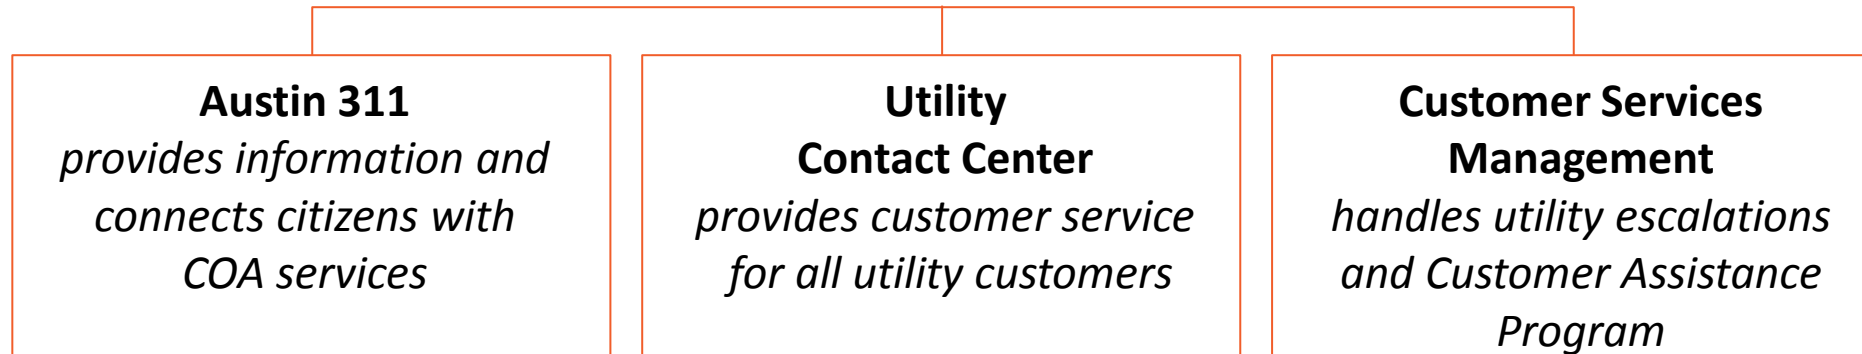 Austin 311
provides information and
connects citizens with
COA services
Utility
Contact Center
provides customer service
for all utility customers
Customer Services
Management
handles utility escalations
and Customer Assistance
Program